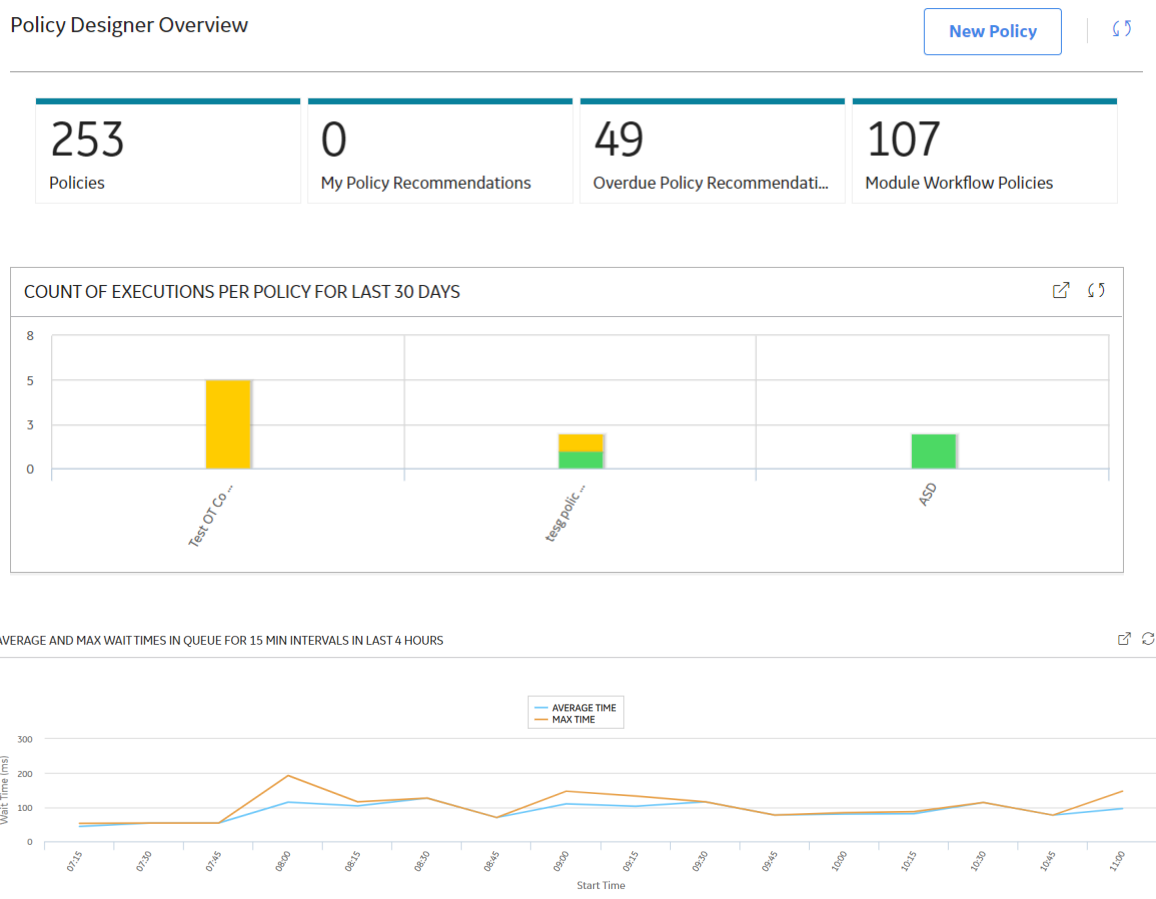 Policy Designer Overview
New Policy
253
Policies
0
My Policy Recommendations
49
Overdue Policy Recommendati...
107
Module Workflow Policies
COUNT OF EXECUTIONS PER POLICY FOR LAST 30 DAYS
8
5
3
0
Test OT Co ...
tesg polic ...
ASD
AVERAGE AND MAX WAIT TIMES IN QUEUE FOR 15 MIN INTERVALS IN LAST 4 HOURS
AVERAGE TIME
MAX TIME
Wait Time (ms)
300
200
100
0
07:15
07:30
07:45
08:00
08:15
08:30
08:45
09:00
09:15
09:30
09:45
10:00
10:15
10:30
10:45
11:00
Start Time